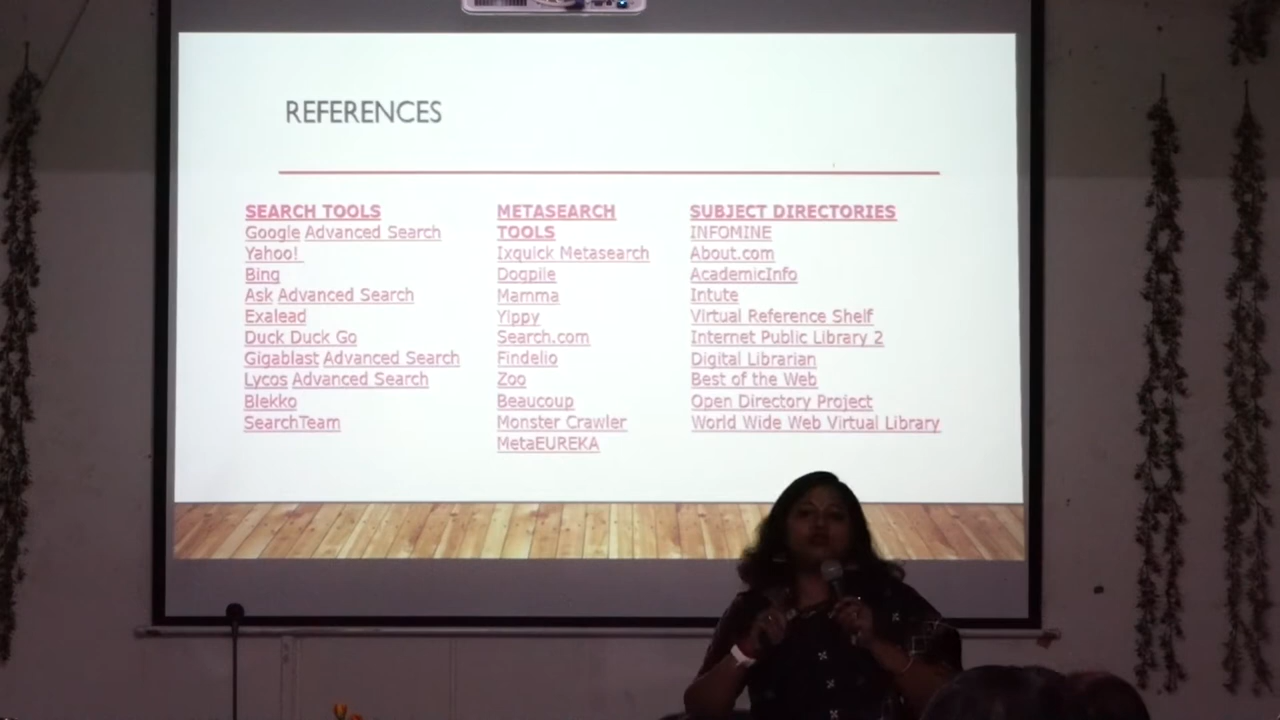 REFERENCES
SEARCH TOOLS
Google Advanced Search
Yahoo!
Bing
Ask Advanced Search
Exalead
Duck Duck Go
Gigablast Advanced Search
Lycos Advanced Search
Blekko
SearchTeam
METASEARCH
TOOLS
Ixquick Metasearch
Dogpile
Mamma
Yippy
Search.com
Findelio
Zoo
Beaucoup
Monster Crawler
MetaEUREKA
SUBJECT DIRECTORIES
INFOMINE
About.com
AcademicInfo
Intute
Virtual Reference Shelf
Internet Public Library 2
Digital Librarian
Best of the Web
Open Directory Project
World Wide Web Virtual Library